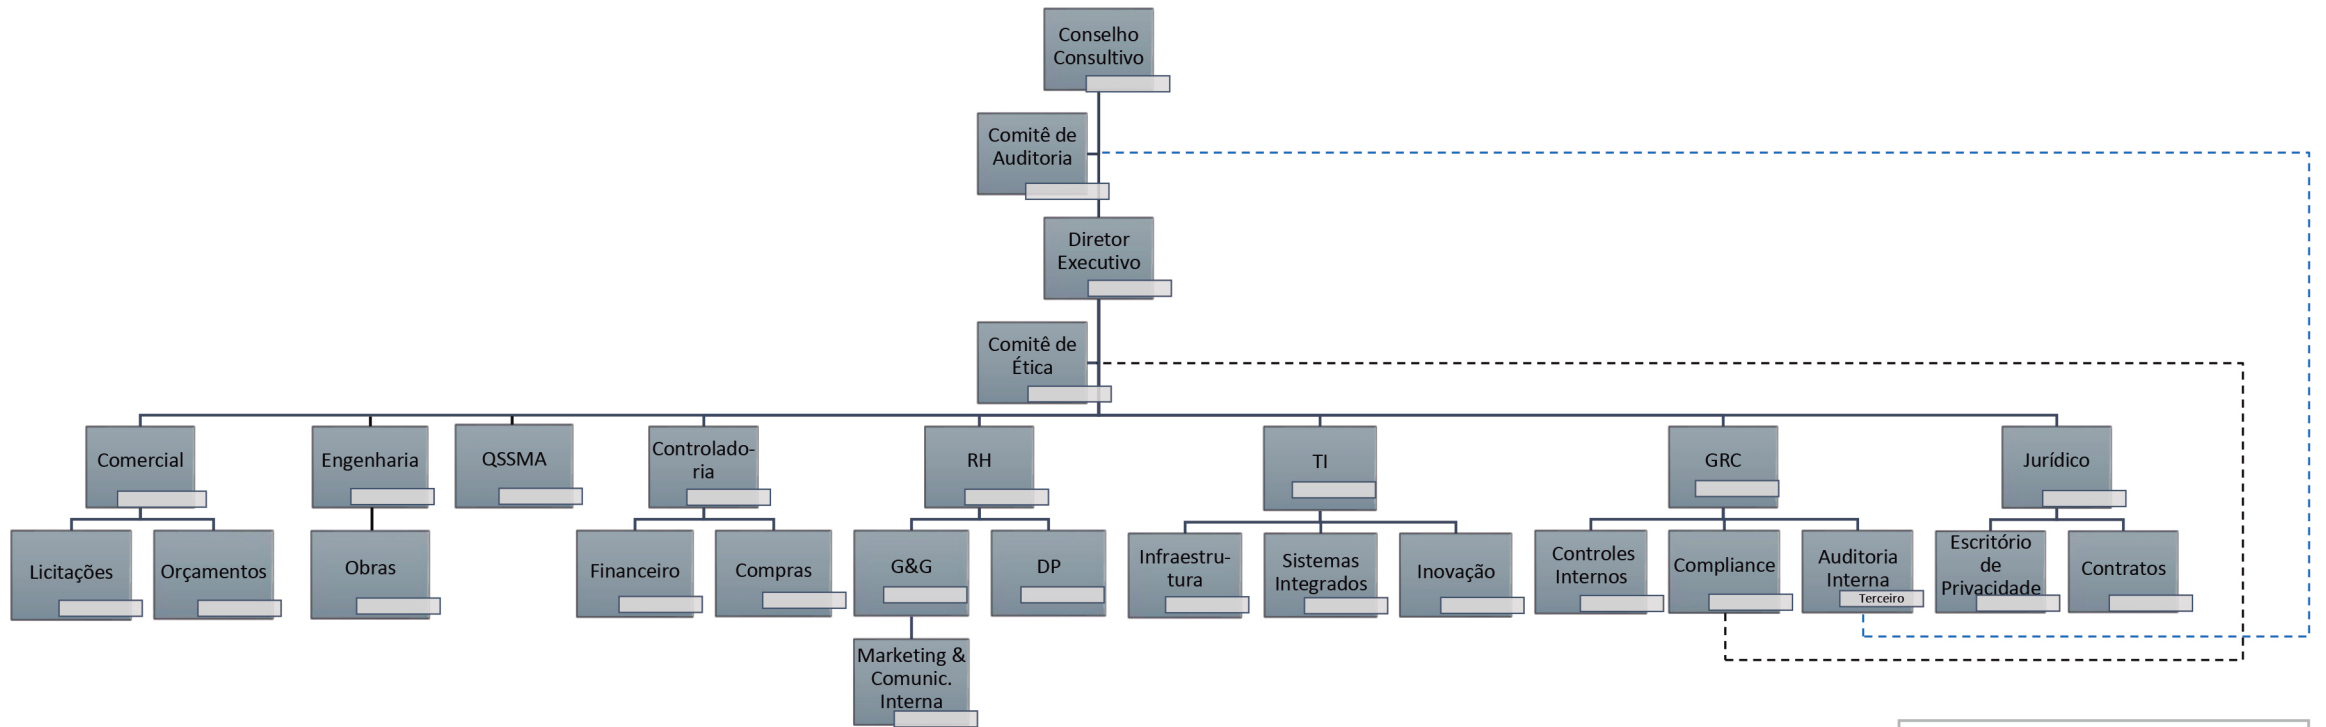 Conselho
Consultivo
Comitê de
Auditoria
Diretor
Executivo
Comitê de
Ética
Comercial
Engenharia
QSSMA
Controlado-
ria
RH
TI
GRC
Jurídico
Licitações
Orçamentos
Obras
Financeiro
Compras
G&G
DP
Infraestru-
tura
Sistemas
Integrados
Inovação
Controles
Internos
Compliance
Auditoria
Interna
Terceiro
Escritório
de
Privacidade
Contratos
Marketing &
Comunic.
Interna